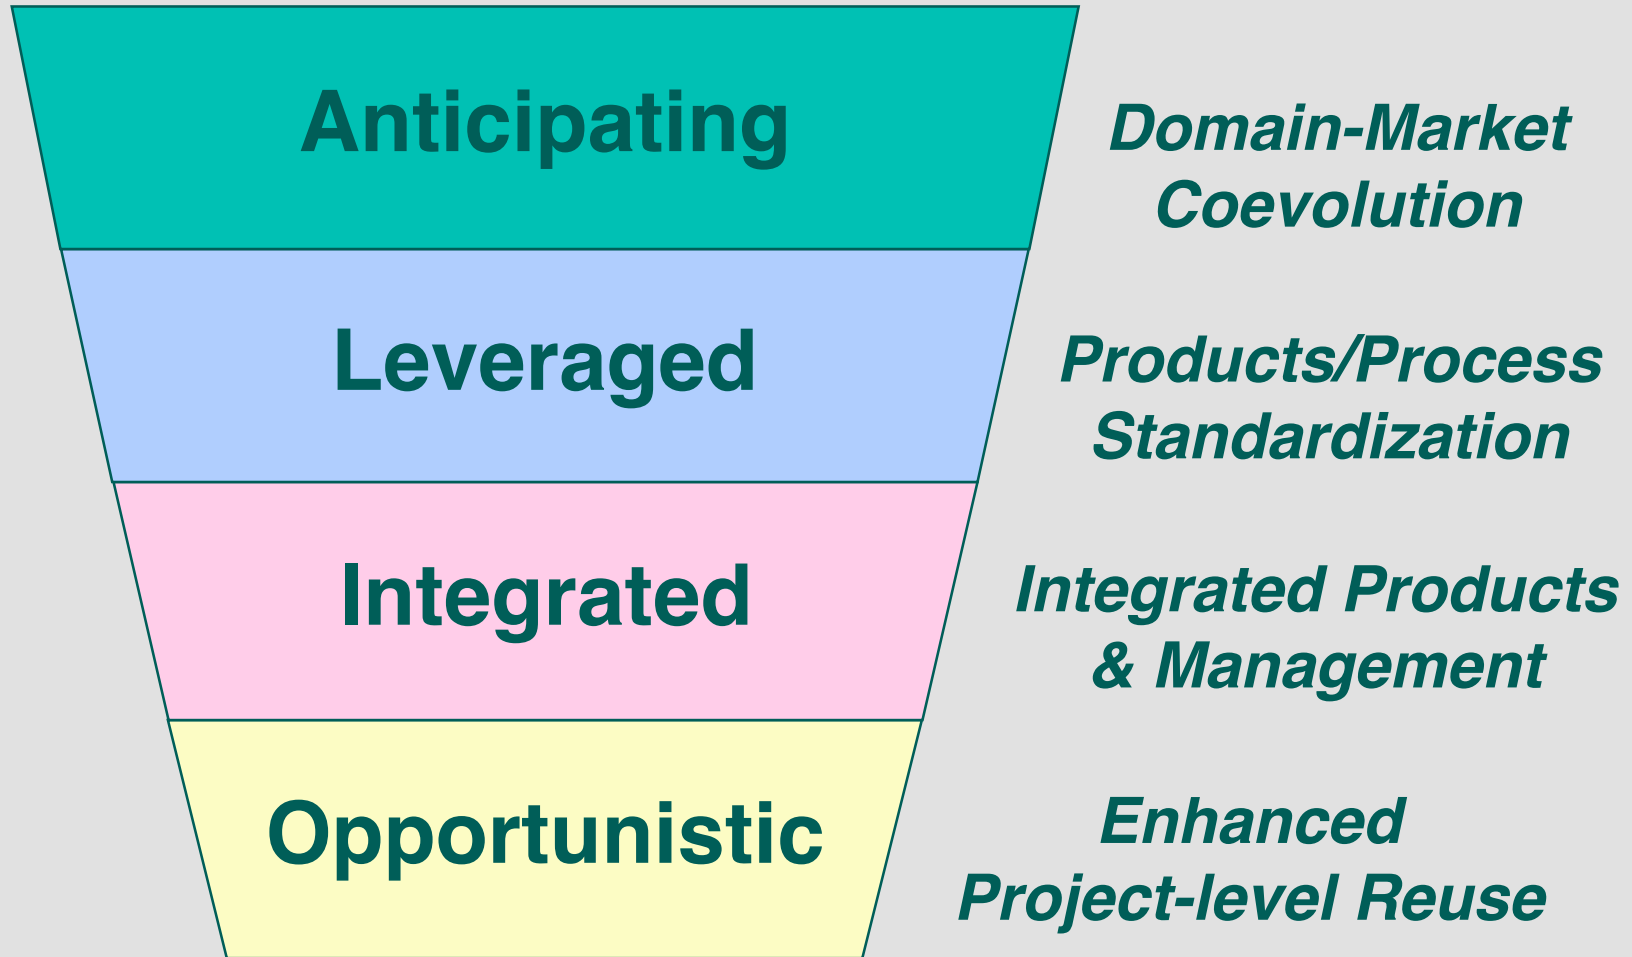 Anticipating
Domain-Market
Coevolution
Leveraged
Products/Process
Standardization
Integrated
Integrated Products
& Management
Opportunistic
Enhanced
Project-level Reuse